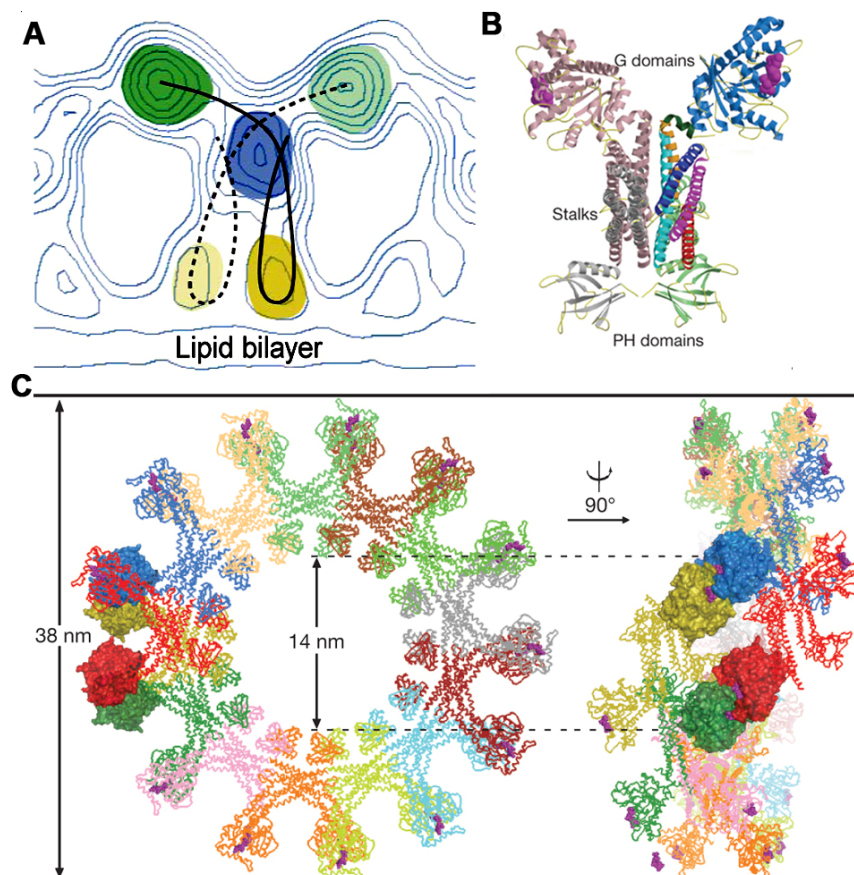 A
Lipid bilayer
B
G domains
Stalks
PH domains
C
38 nm
14 nm
90°